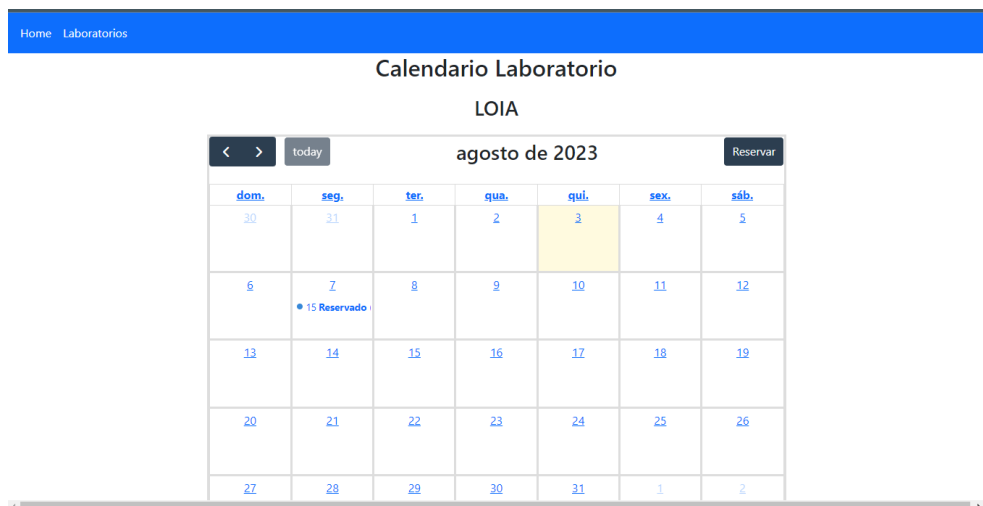 Home Laboratorios
Calendario Laboratorio
LOIA
today agosto de 2023 Reservar
dom. seg. ter. qua. qui. sex. sáb.
30 31 1 2 3 4 5
6 7 8 9 10 11 12
15 Reservado
13 14 15 16 17 18 19
20 21 22 23 24 25 26
27 28 29 30 31 1 2